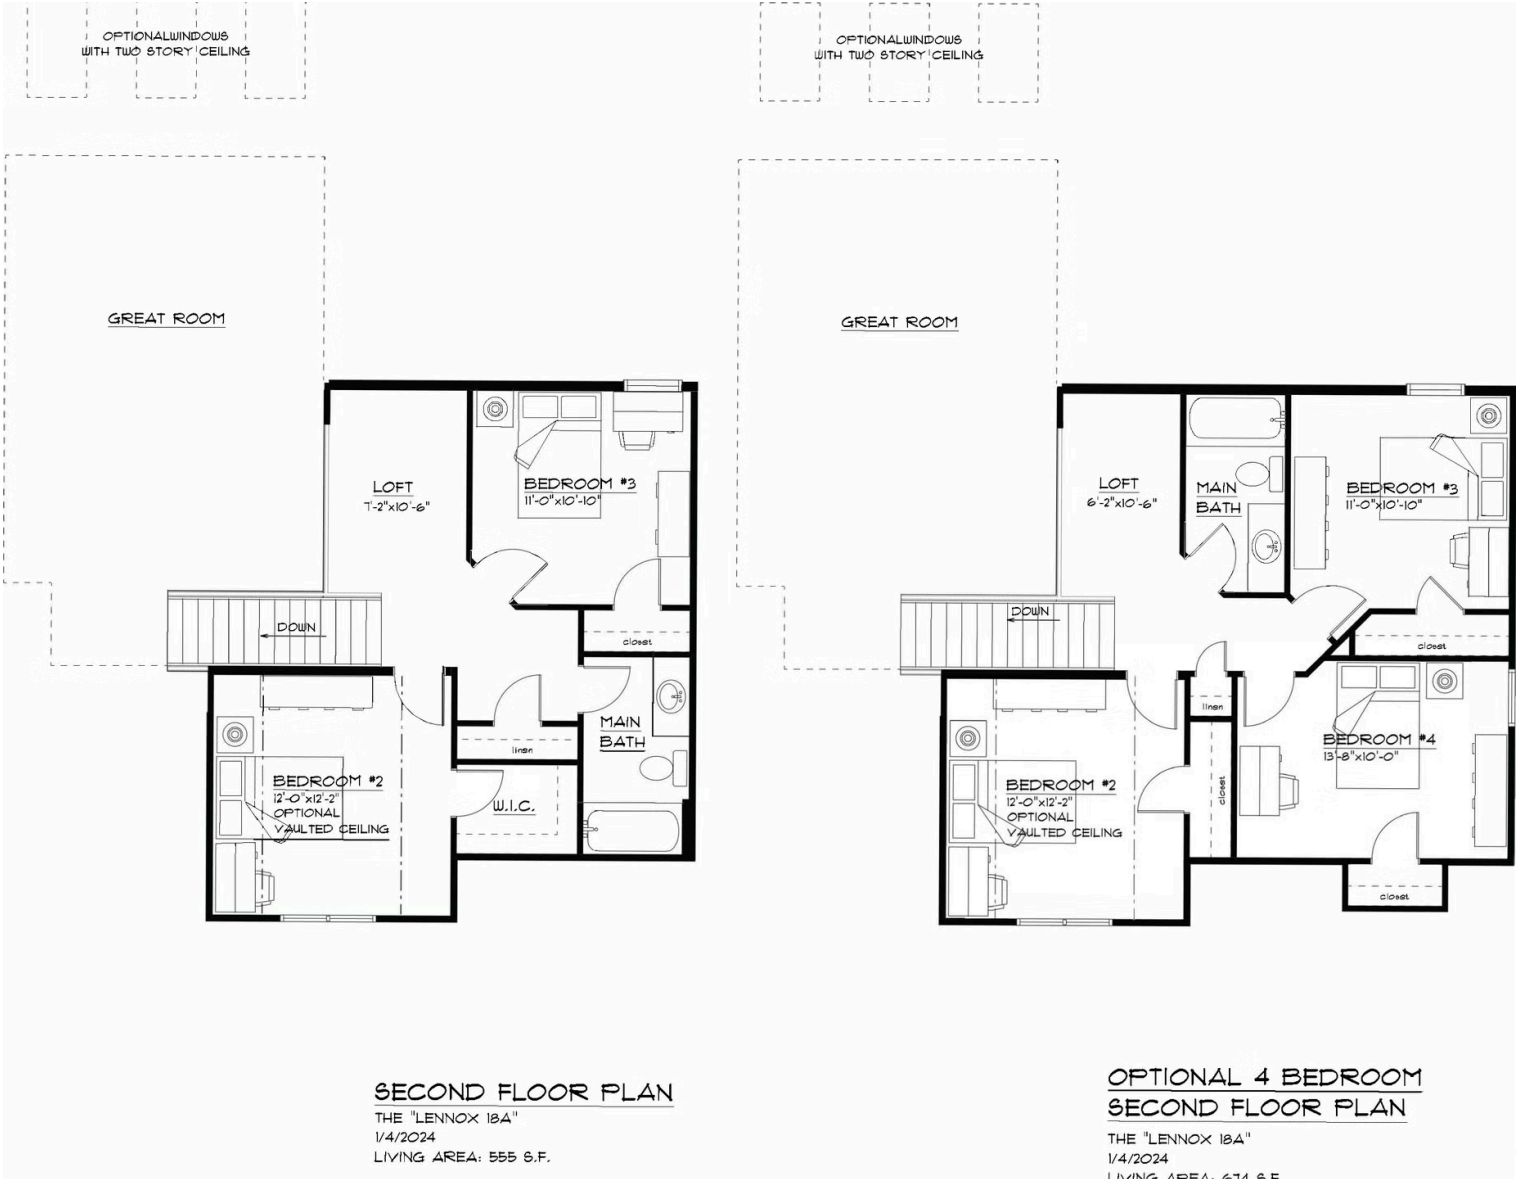 OPTIONALWINDOWS
WITH TWO STORY CEILING
GREAT ROOM
LOFT
7'-2"x10'-6"
BEDROOM #3
11'-0"x10'-10"
DOWN
closet
MAIN
BATH
linen
W.I.C.
BEDROOM #2
12'-0"x12'-2"
OPTIONAL
VAULTED CEILING
SECOND FLOOR PLAN
THE "LENNOX 18A"
1/4/2024
LIVING AREA: 555 S.F.
OPTIONALWINDOWS
WITH TWO STORY CEILING
GREAT ROOM
LOFT
6'-2"x10'-6"
MAIN
BATH
BEDROOM #3
11'-0"x10'-10"
DOWN
closet
linen
BEDROOM #4
13'-8"x10'-0"
closet
BEDROOM #2
12'-0"x12'-2"
OPTIONAL
VAULTED CEILING
closet
OPTIONAL 4 BEDROOM
SECOND FLOOR PLAN
THE "LENNOX 18A"
1/4/2024
LIVING AREA: 674 S.F.